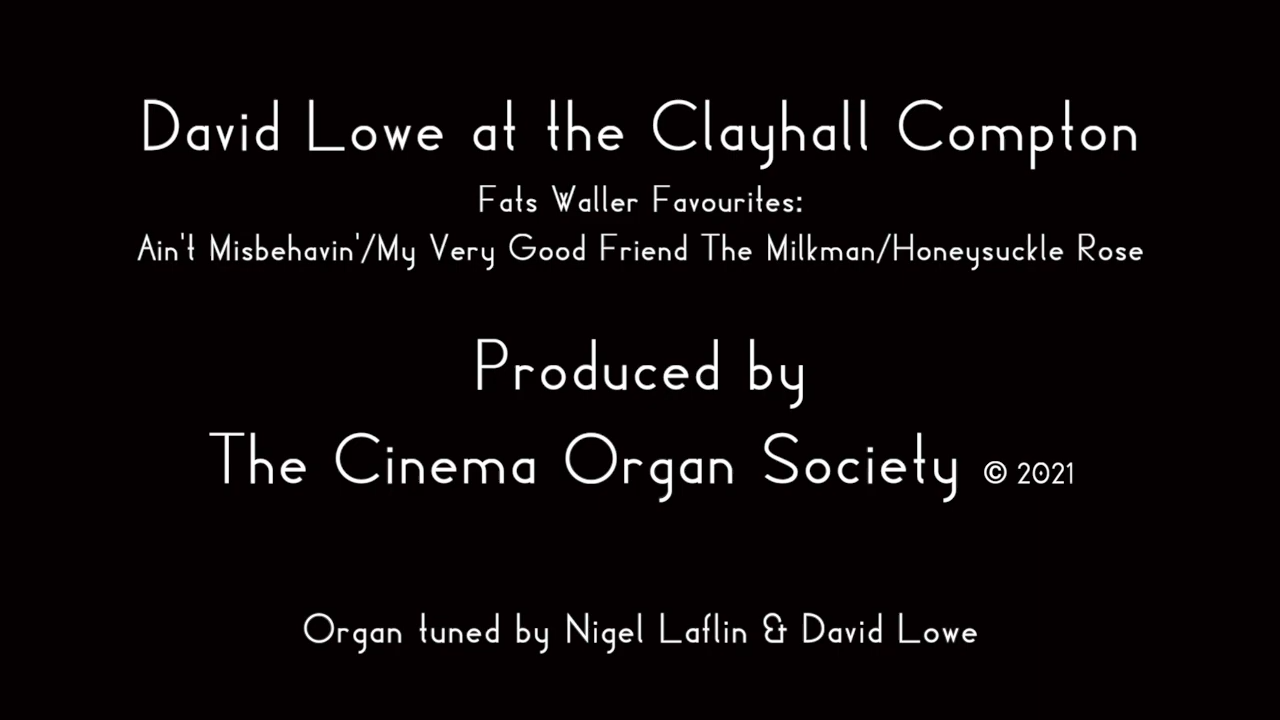 David Lowe at the Clayhall Compton
Fats Waller Favourites:
Ain't Misbehavin'/My Very Good Friend The Milkman/Honeysuckle Rose
Produced by
The Cinema Organ Society © 2021
Organ tuned by Nigel Laflin & David Lowe